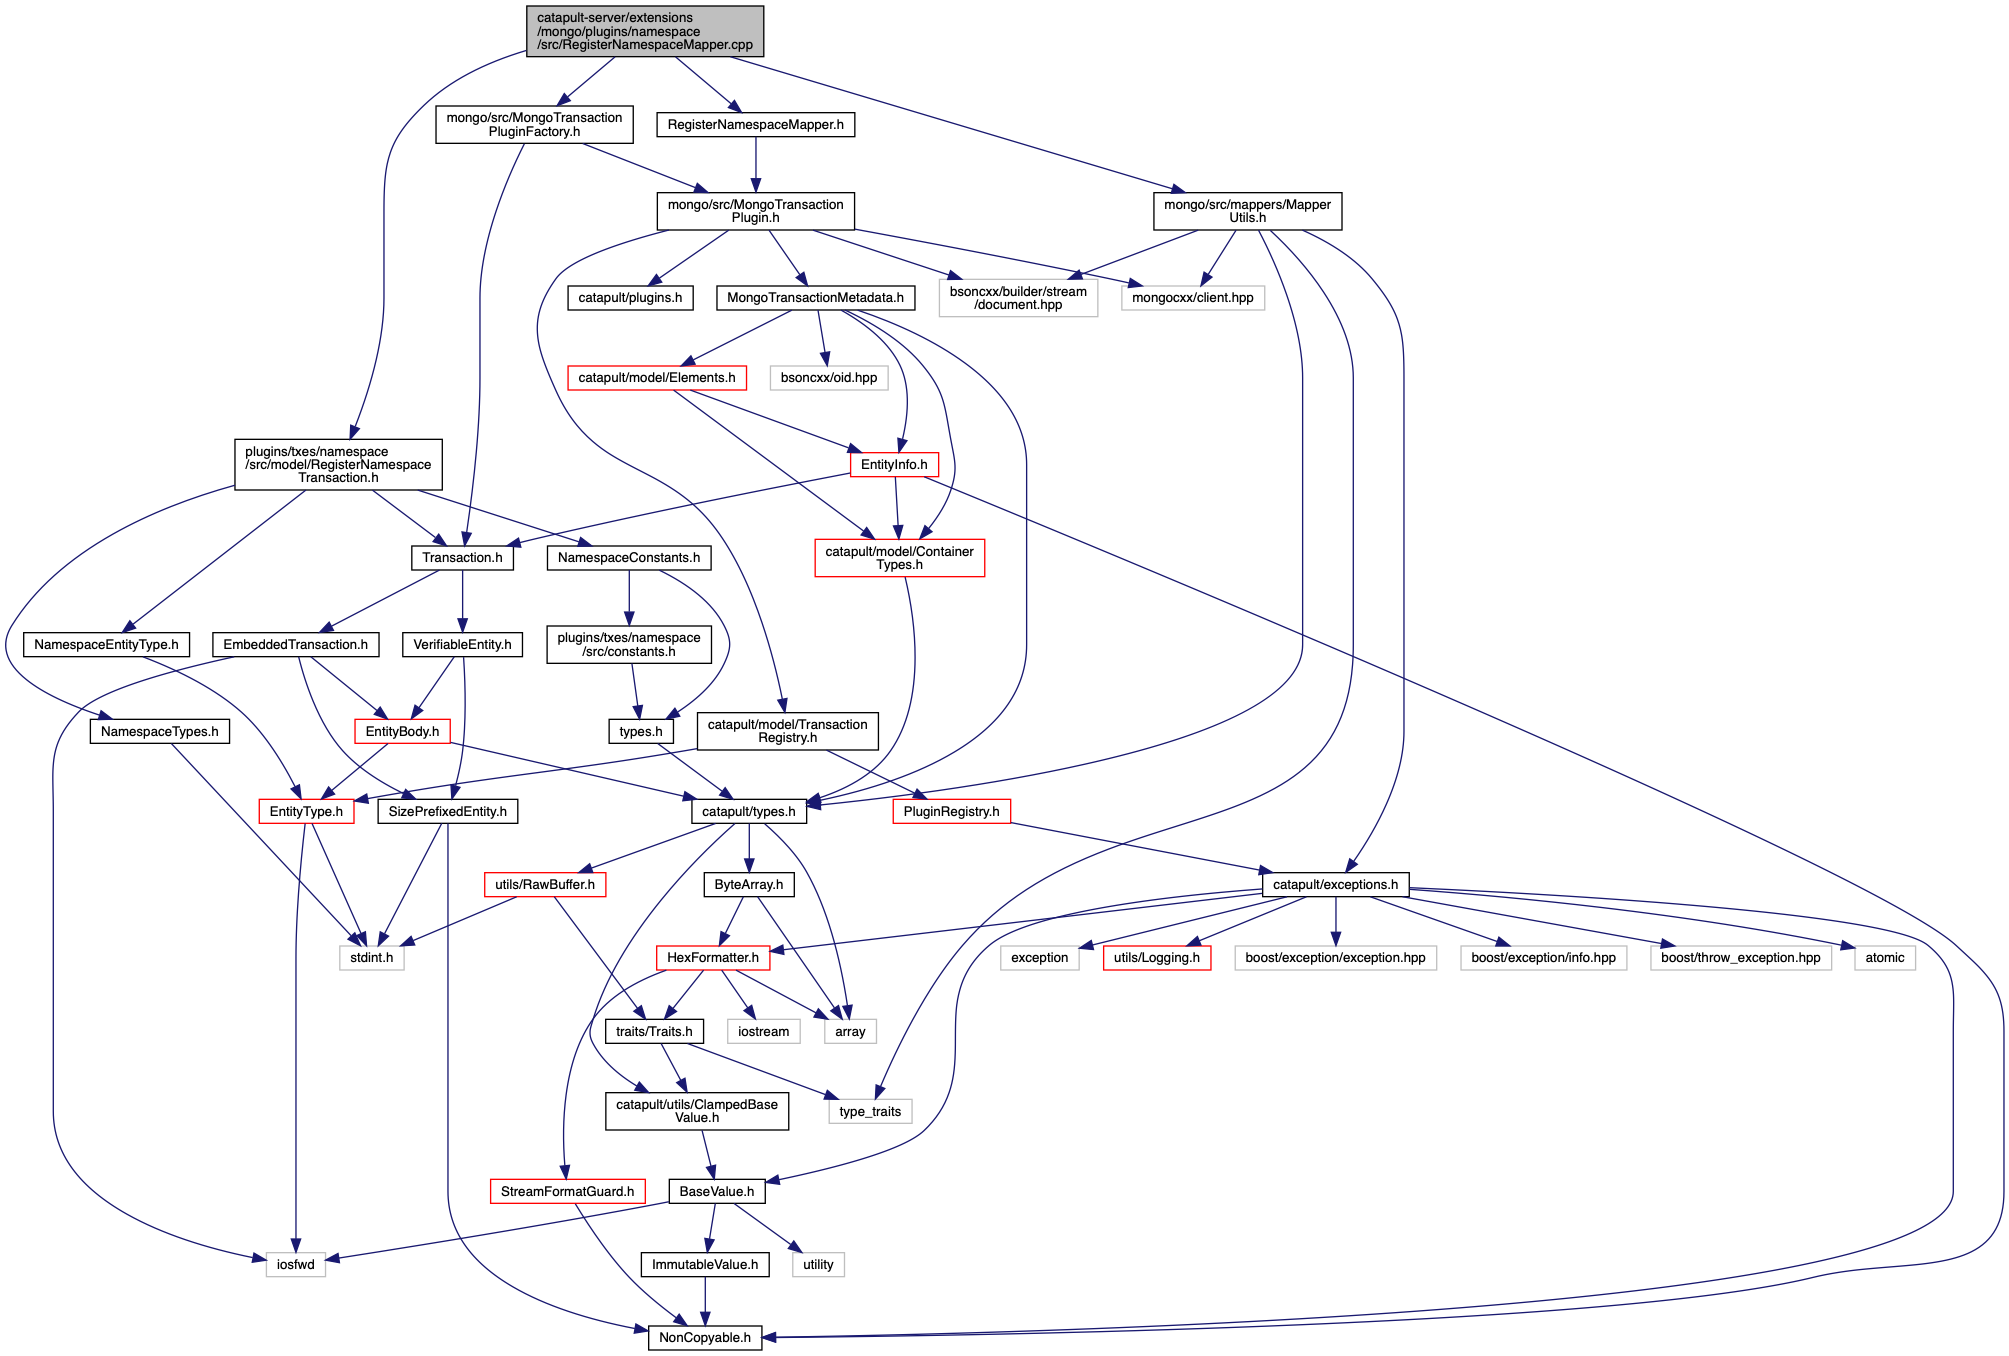 catapult-server/extensions
/mongo/plugins/namespace
/src/RegisterNamespaceMapper.cpp
mongo/src/MongoTransaction
PluginFactory.h
RegisterNamespaceMapper.h
mongo/src/MongoTransaction
Plugin.h
mongo/src/mappers/Mapper
Utils.h
catapult/plugins.h
MongoTransactionMetadata.h
bsoncxx/builder/stream
/document.hpp
mongocxx/client.hpp
catapult/model/Elements.h
bsoncxx/oid.hpp
plugins/txes/namespace
/src/model/RegisterNamespace
Transaction.h
EntityInfo.h
Transaction.h
NamespaceConstants.h
catapult/model/Container
Types.h
NamespaceEntityType.h
EmbeddedTransaction.h
VerifiableEntity.h
plugins/txes/namespace
/src/constants.h
NamespaceTypes.h
EntityBody.h
types.h
catapult/model/Transaction
Registry.h
EntityType.h
SizePrefixedEntity.h
catapult/types.h
PluginRegistry.h
utils/RawBuffer.h
ByteArray.h
catapult/exceptions.h
stdint.h
HexFormatter.h
exception
utils/Logging.h
boost/exception/exception.hpp
boost/exception/info.hpp
boost/throw_exception.hpp
atomic
traits/Traits.h
iostream
array
catapult/utils/ClampedBase
Value.h
type_traits
StreamFormatGuard.h
BaseValue.h
iosfwd
ImmutableValue.h
utility
NonCopyable.h